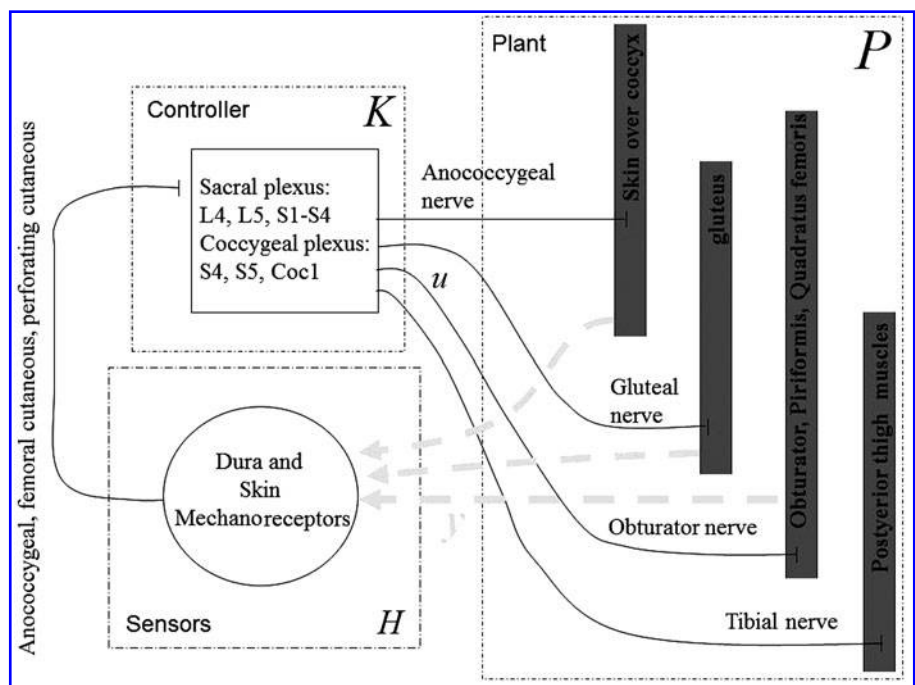 Plant
P
Controller
K
Sacral plexus:
L4, L5, S1-S4
Coccygeal plexus:
S4, S5, Coc1
Anococcygeal
nerve
u
Gluteal
nerve
Obturator nerve
Tibial nerve
Skin over coccyx
gluteus
Obturator, Piriformis, Quadratus femoris
Postyerior thigh muscles
y
Dura and
Skin
Mechanoreceptors
Sensors
H
Anococcygeal, femoral cutaneous, perforating cutaneous